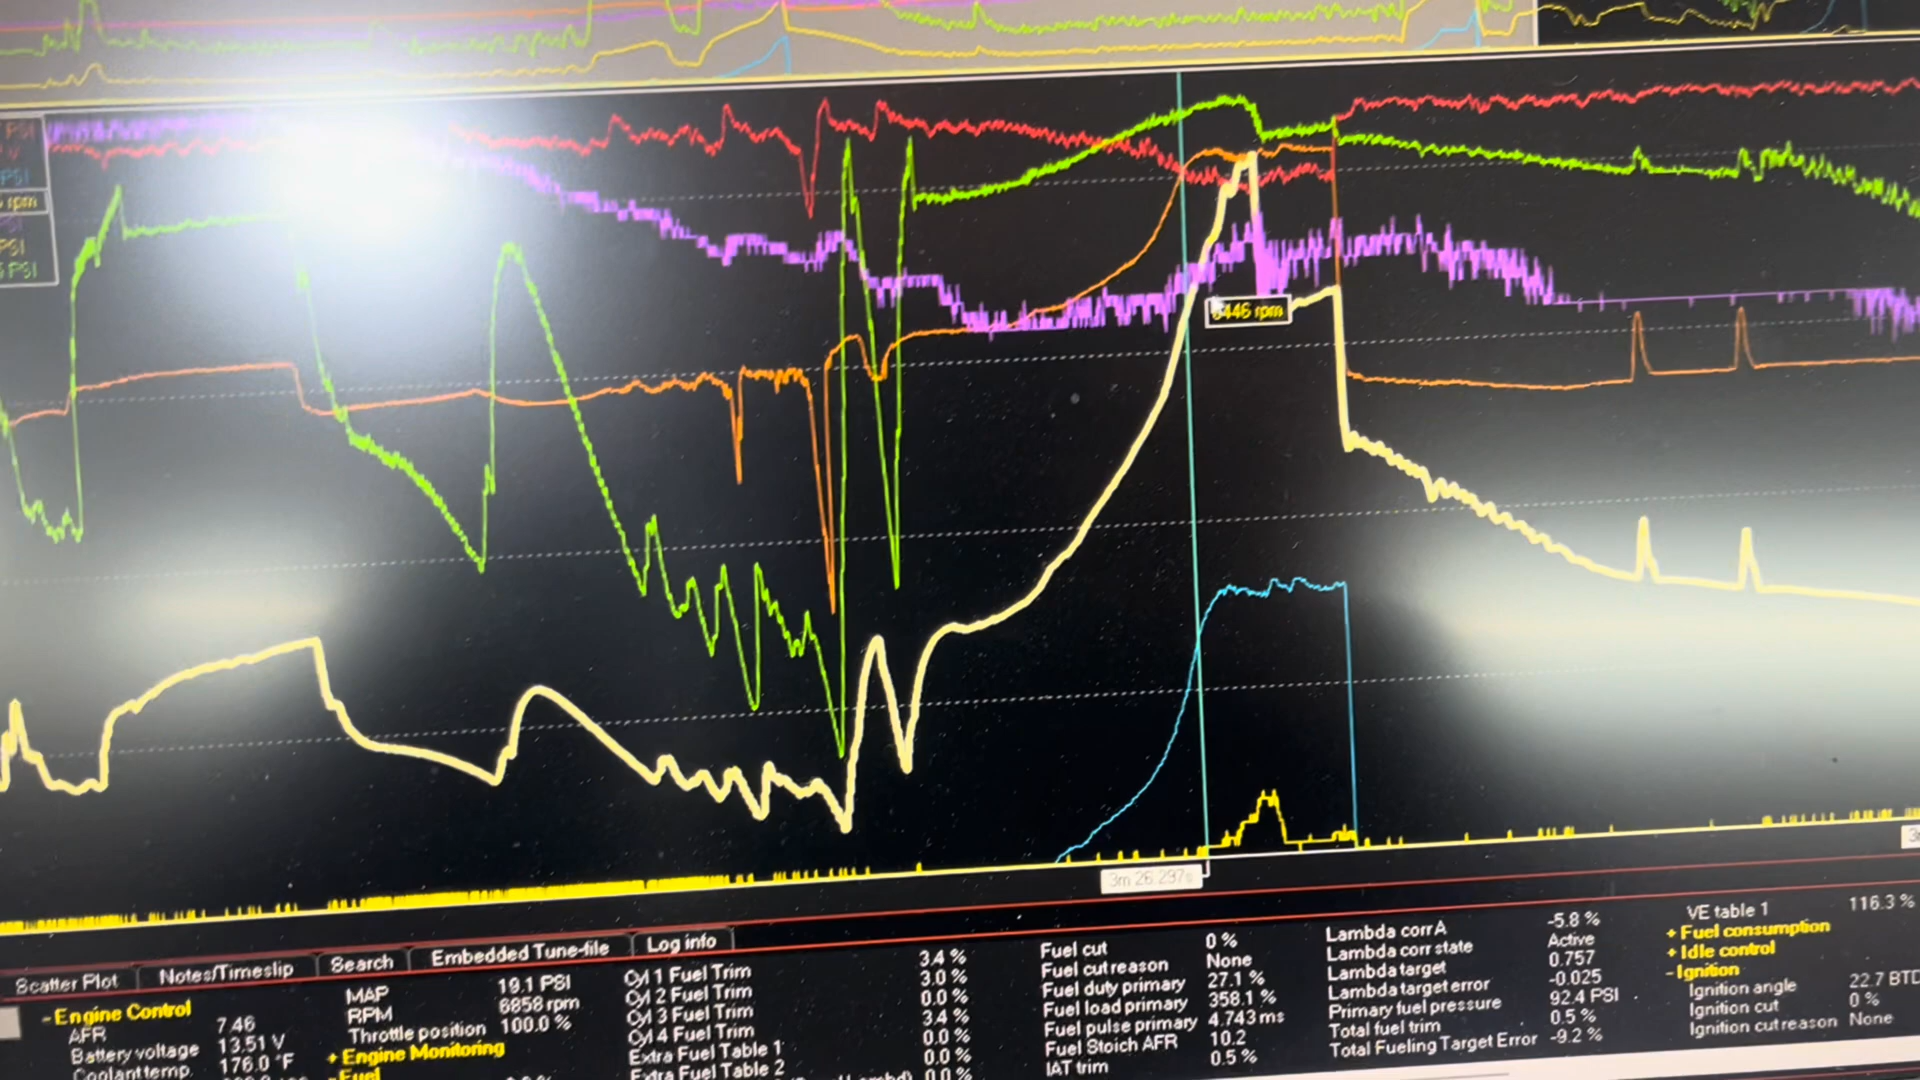 PSI
PSI
rpm
PSI
PSI
446 rpm
3m 26.297s
Scatter Plot
Notes/Timeslip
Search
Embedded Tune-file
Log info
- Engine Control
AFR 7.46
Battery voltage 13.51 V
Coolant temp. 176.0 °F
MAP 19.1 PSI
RPM 6858 rpm
Throttle position 100.0 %
+ Engine Monitoring
- Fuel
Cyl 1 Fuel Trim 3.4 %
Cyl 2 Fuel Trim 3.0 %
Cyl 3 Fuel Trim 0.0 %
Cyl 4 Fuel Trim 3.4 %
Extra Fuel Table 1 0.0 %
Extra Fuel Table 2 0.0 %
0.0 %
Fuel cut 0 %
Fuel cut reason None
Fuel duty primary 27.1 %
Fuel load primary 358.1 %
Fuel pulse primary 4.743 ms
Fuel Stoich AFR 10.2
IAT trim 0.5 %
Lambda corr A -5.8 %
Lambda corr state Active
Lambda target 0.757
Lambda target error -0.025
Primary fuel pressure 92.4 PSI
Total fuel trim 0.5 %
Total Fueling Target Error -9.2 %
VE table 1 116.3 %
+ Fuel consumption
+ Idle control
- Ignition
Ignition angle 22.7 BTD
Ignition cut 0 %
Ignition cut reason None